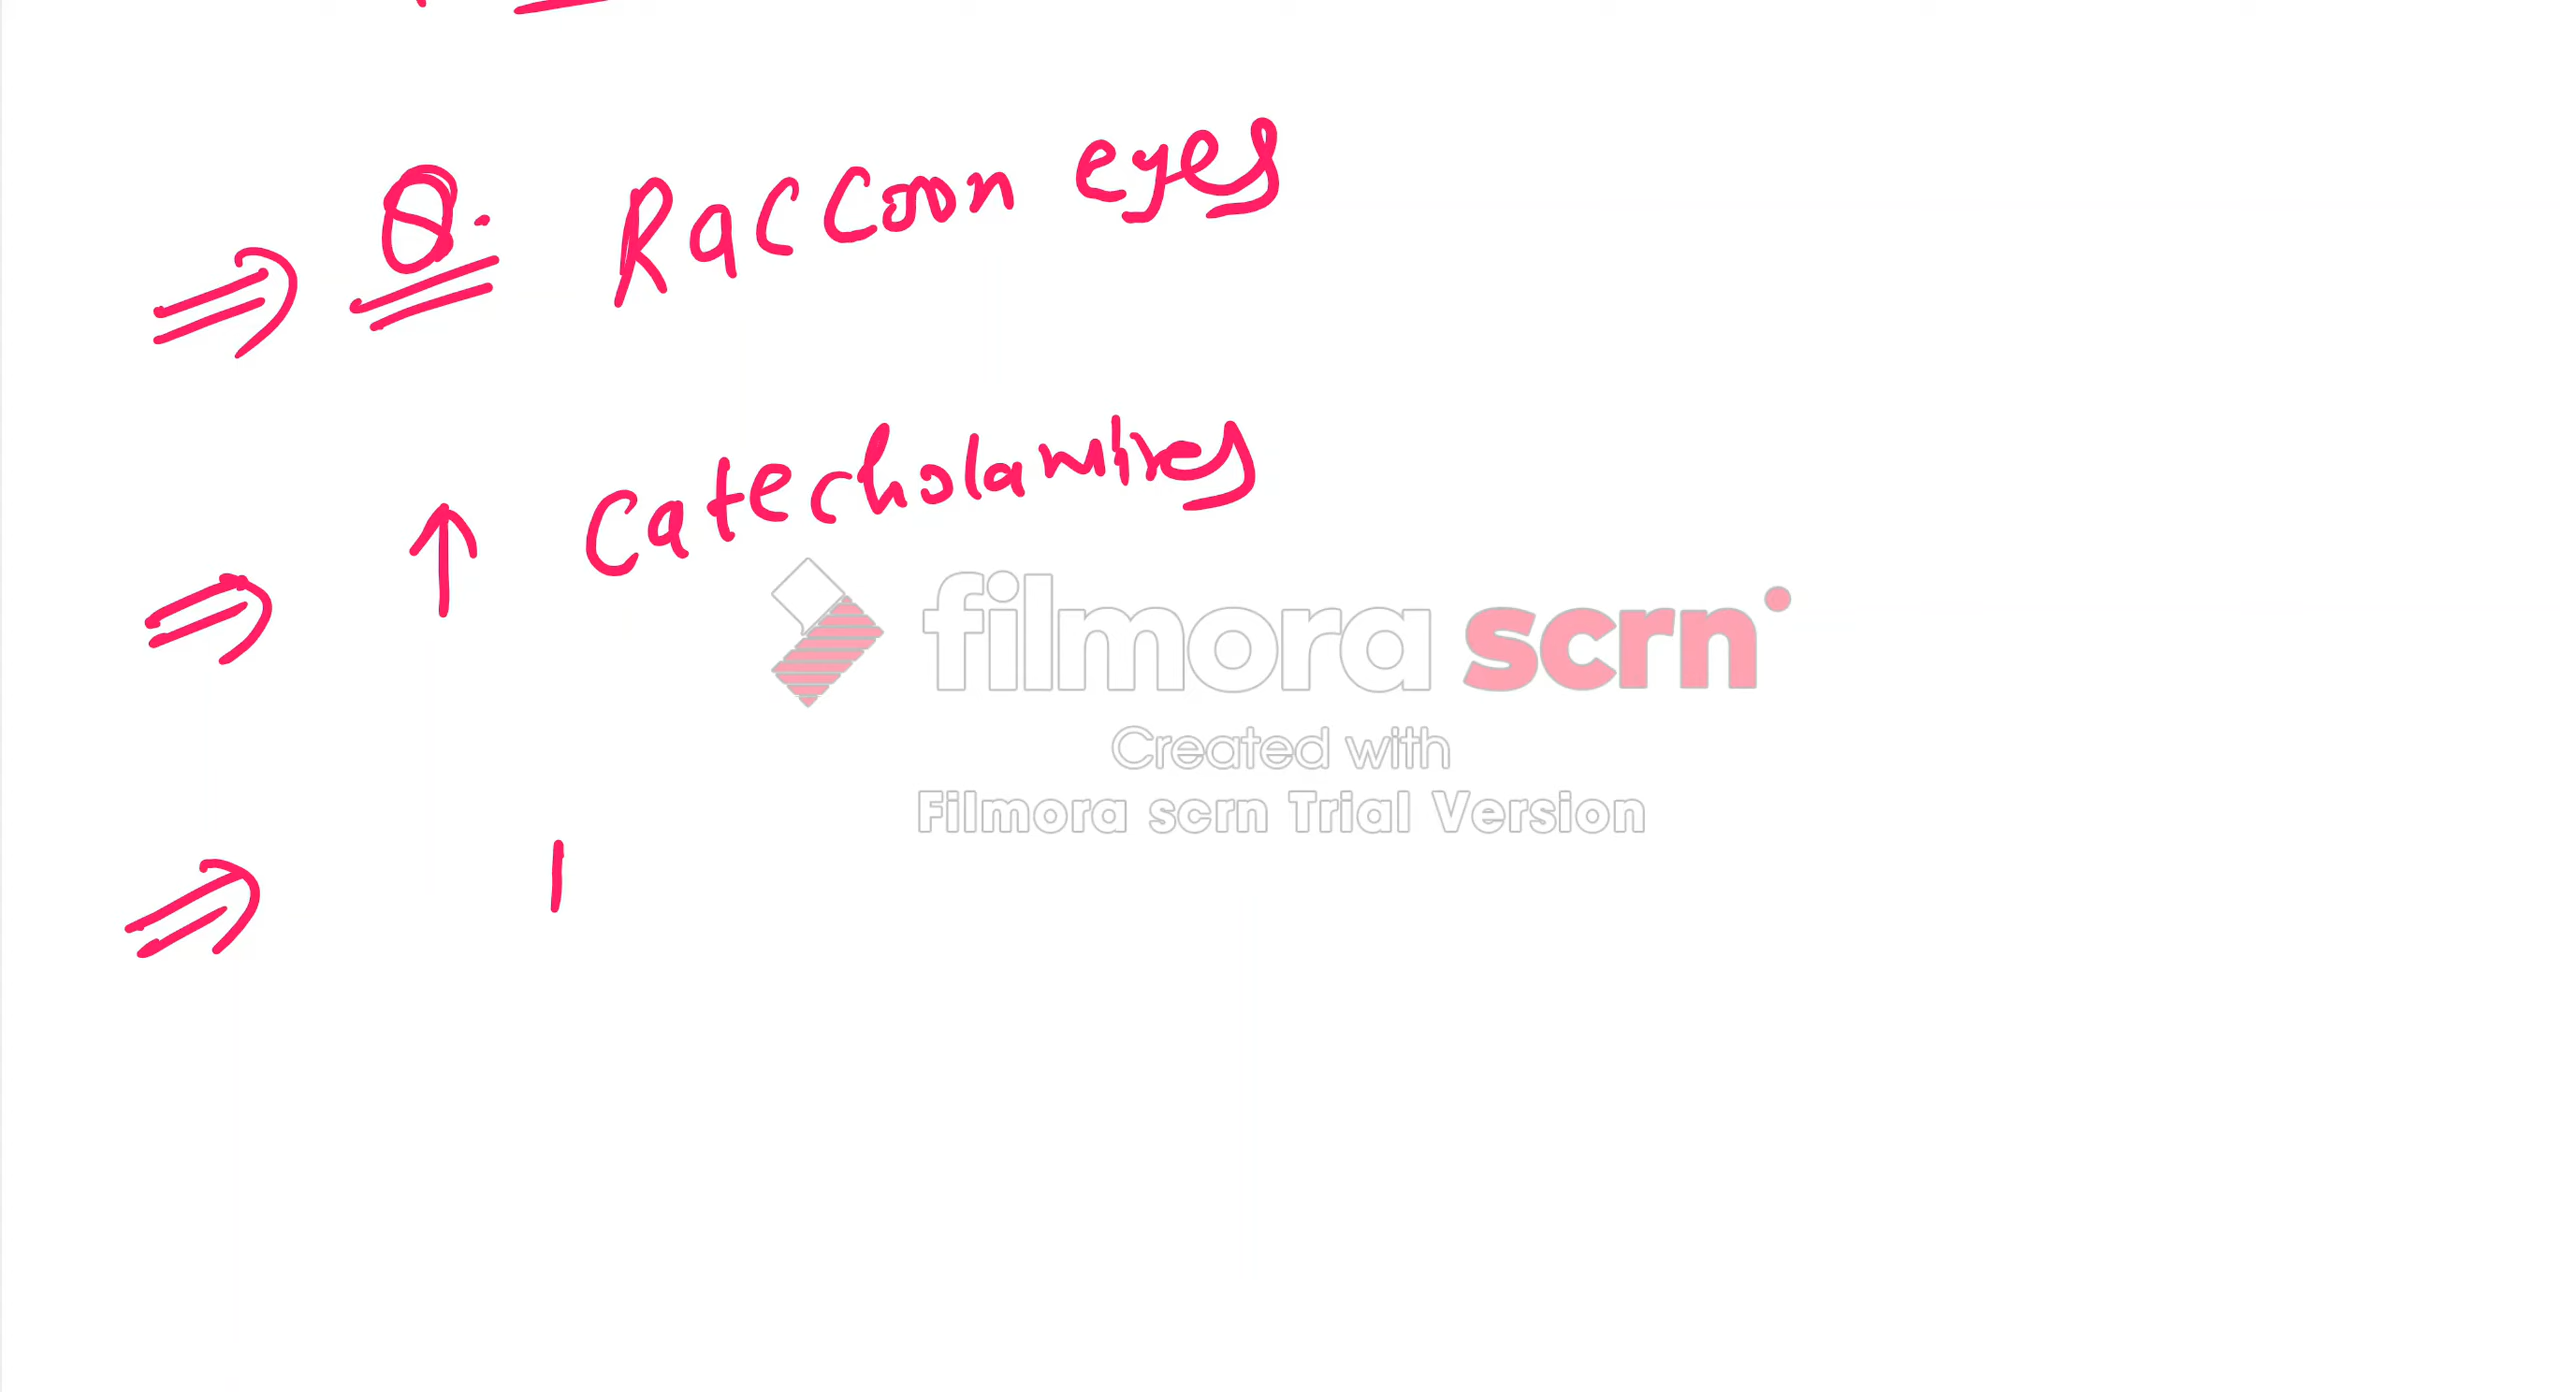 ⇒ Q. Raccoon eyes
⇒ ↑ Catecholamines
filmora scrn
Created with
Filmora scrn Trial Version
⇒